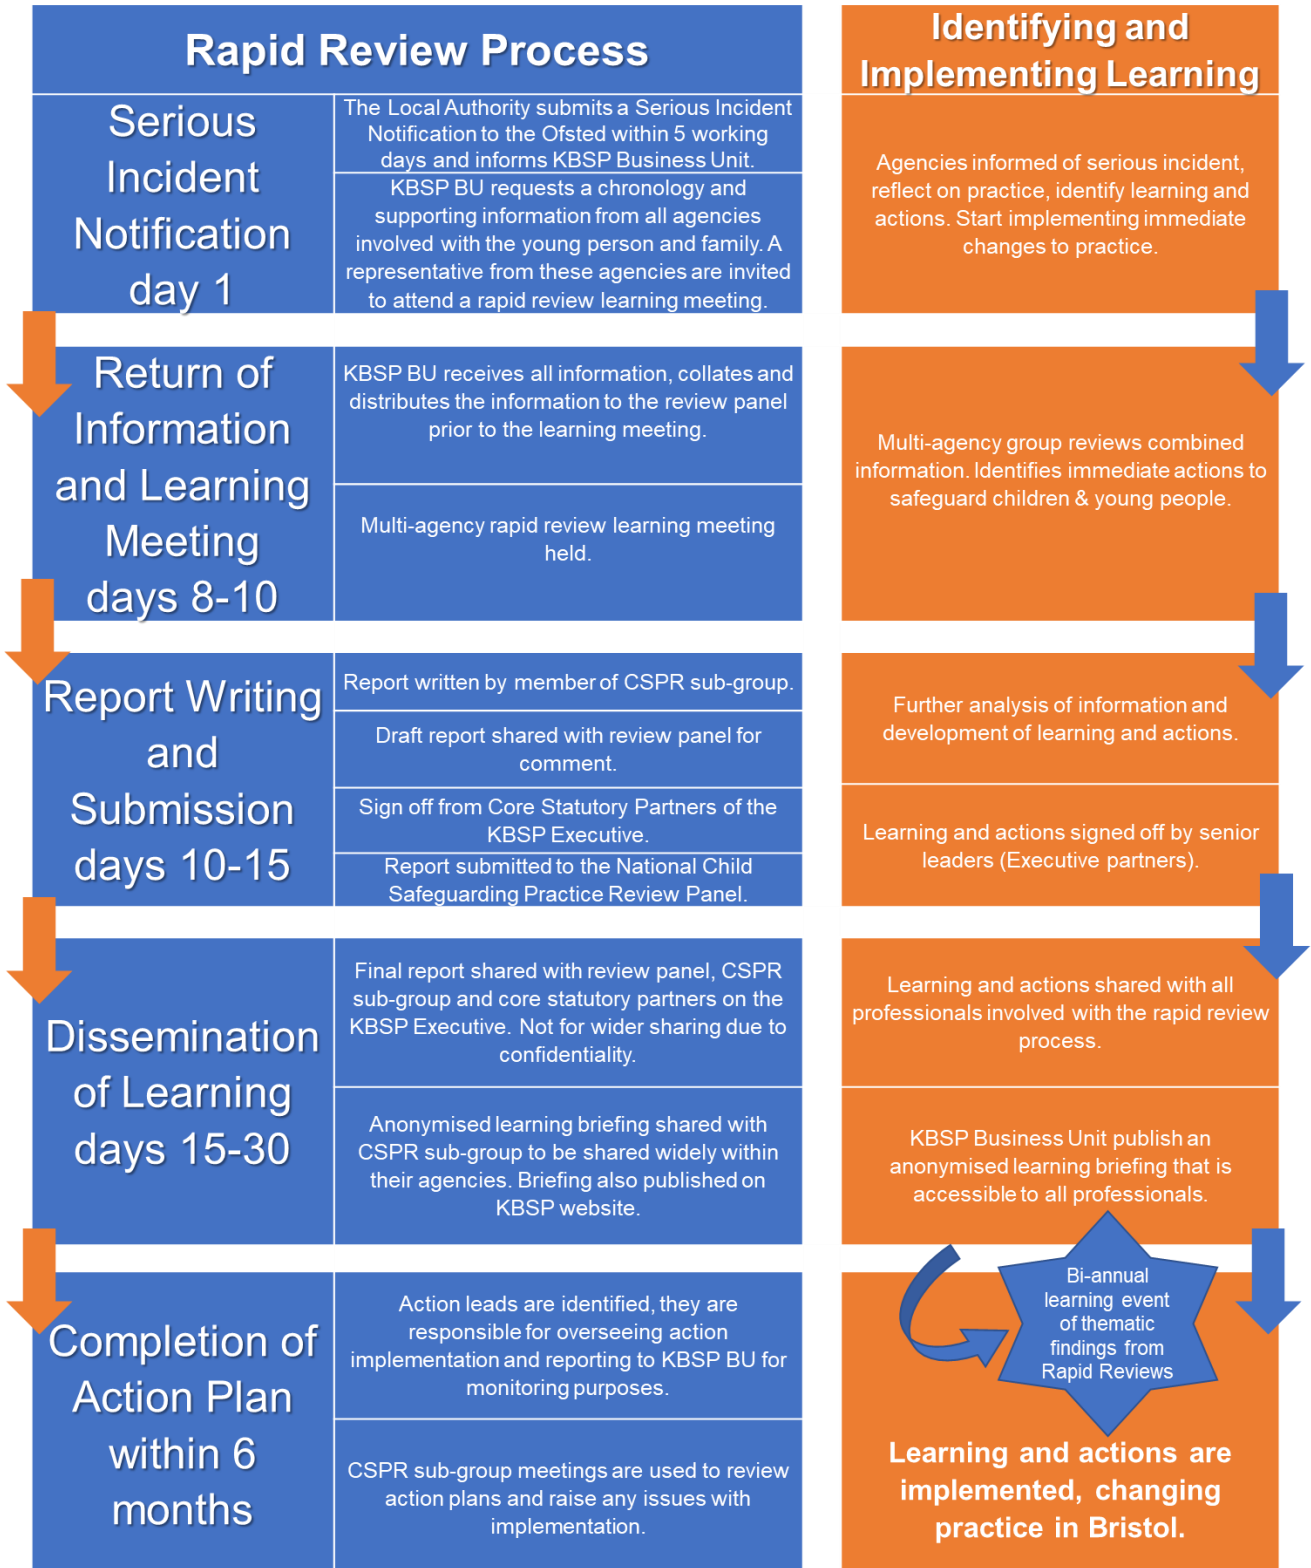 Rapid Review Process
Identifying and
Implementing Learning
Serious
Incident
Notification
day 1
The Local Authority submits a Serious Incident
Notification to the Ofsted within 5 working
days and informs KBSP Business Unit.
KBSP BU requests a chronology and
supporting information from all agencies
involved with the young person and family. A
representative from these agencies are invited
to attend a rapid review learning meeting.
Agencies informed of serious incident,
reflect on practice, identify learning and
actions. Start implementing immediate
changes to practice.
Return of
Information
and Learning
Meeting
days 8-10
KBSP BU receives all information, collates and
distributes the information to the review panel
prior to the learning meeting.
Multi-agency rapid review learning meeting
held.
Multi-agency group reviews combined
information. Identifies immediate actions to
safeguard children & young people.
Report Writing
and
Submission
days 10-15
Report written by member of CSPR sub-group.
Draft report shared with review panel for
comment.
Sign off from Core Statutory Partners of the
KBSP Executive.
Report submitted to the National Child
Safeguarding Practice Review Panel.
Further analysis of information and
development of learning and actions.
Learning and actions signed off by senior
leaders (Executive partners).
Dissemination
of Learning
days 15-30
Final report shared with review panel, CSPR
sub-group and core statutory partners on the
KBSP Executive. Not for wider sharing due to
confidentiality.
Anonymised learning briefing shared with
CSPR sub-group to be shared widely within
their agencies. Briefing also published on
KBSP website.
Learning and actions shared with all
professionals involved with the rapid review
process.
KBSP Business Unit publish an
anonymised learning briefing that is
accessible to all professionals.
Completion of
Action Plan
within 6
months
Action leads are identified, they are
responsible for overseeing action
implementation and reporting to KBSP BU for
monitoring purposes.
CSPR sub-group meetings are used to review
action plans and raise any issues with
implementation.
Bi-annual
learning event
of thematic
findings from
Rapid Reviews
Learning and actions are
implemented, changing
practice in Bristol.